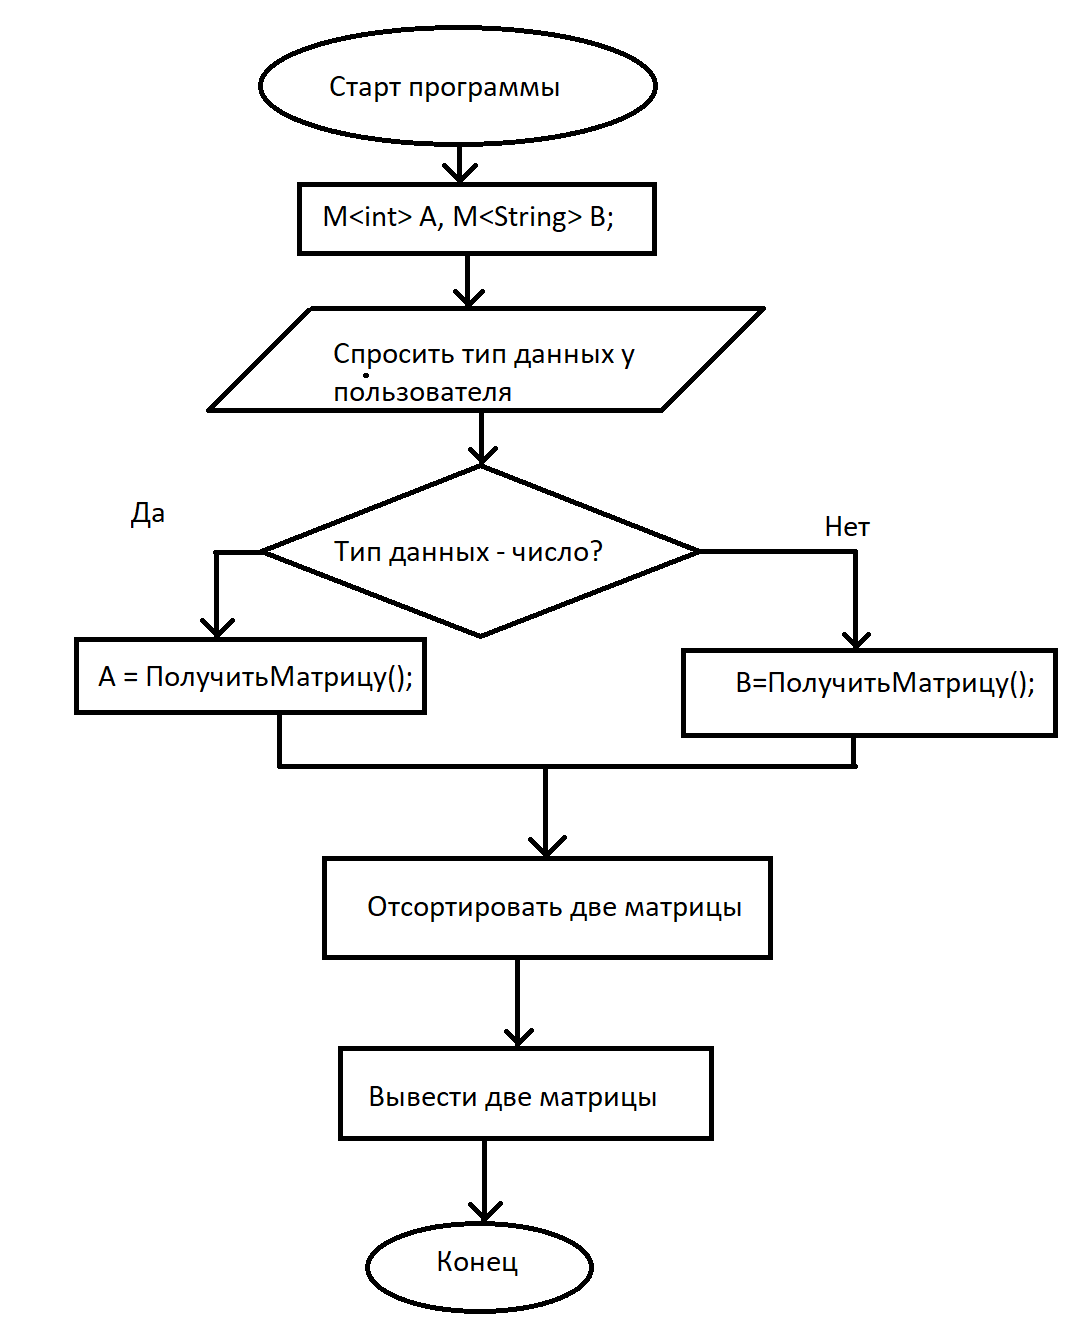 Старт программы
M<int> A, M<String> B;
Спросить тип данных у
пользователя
Да
Нет
Тип данных - число?
A = ПолучитьМатрицу();
B=ПолучитьМатрицу();
Отсортировать две матрицы
Вывести две матрицы
Конец